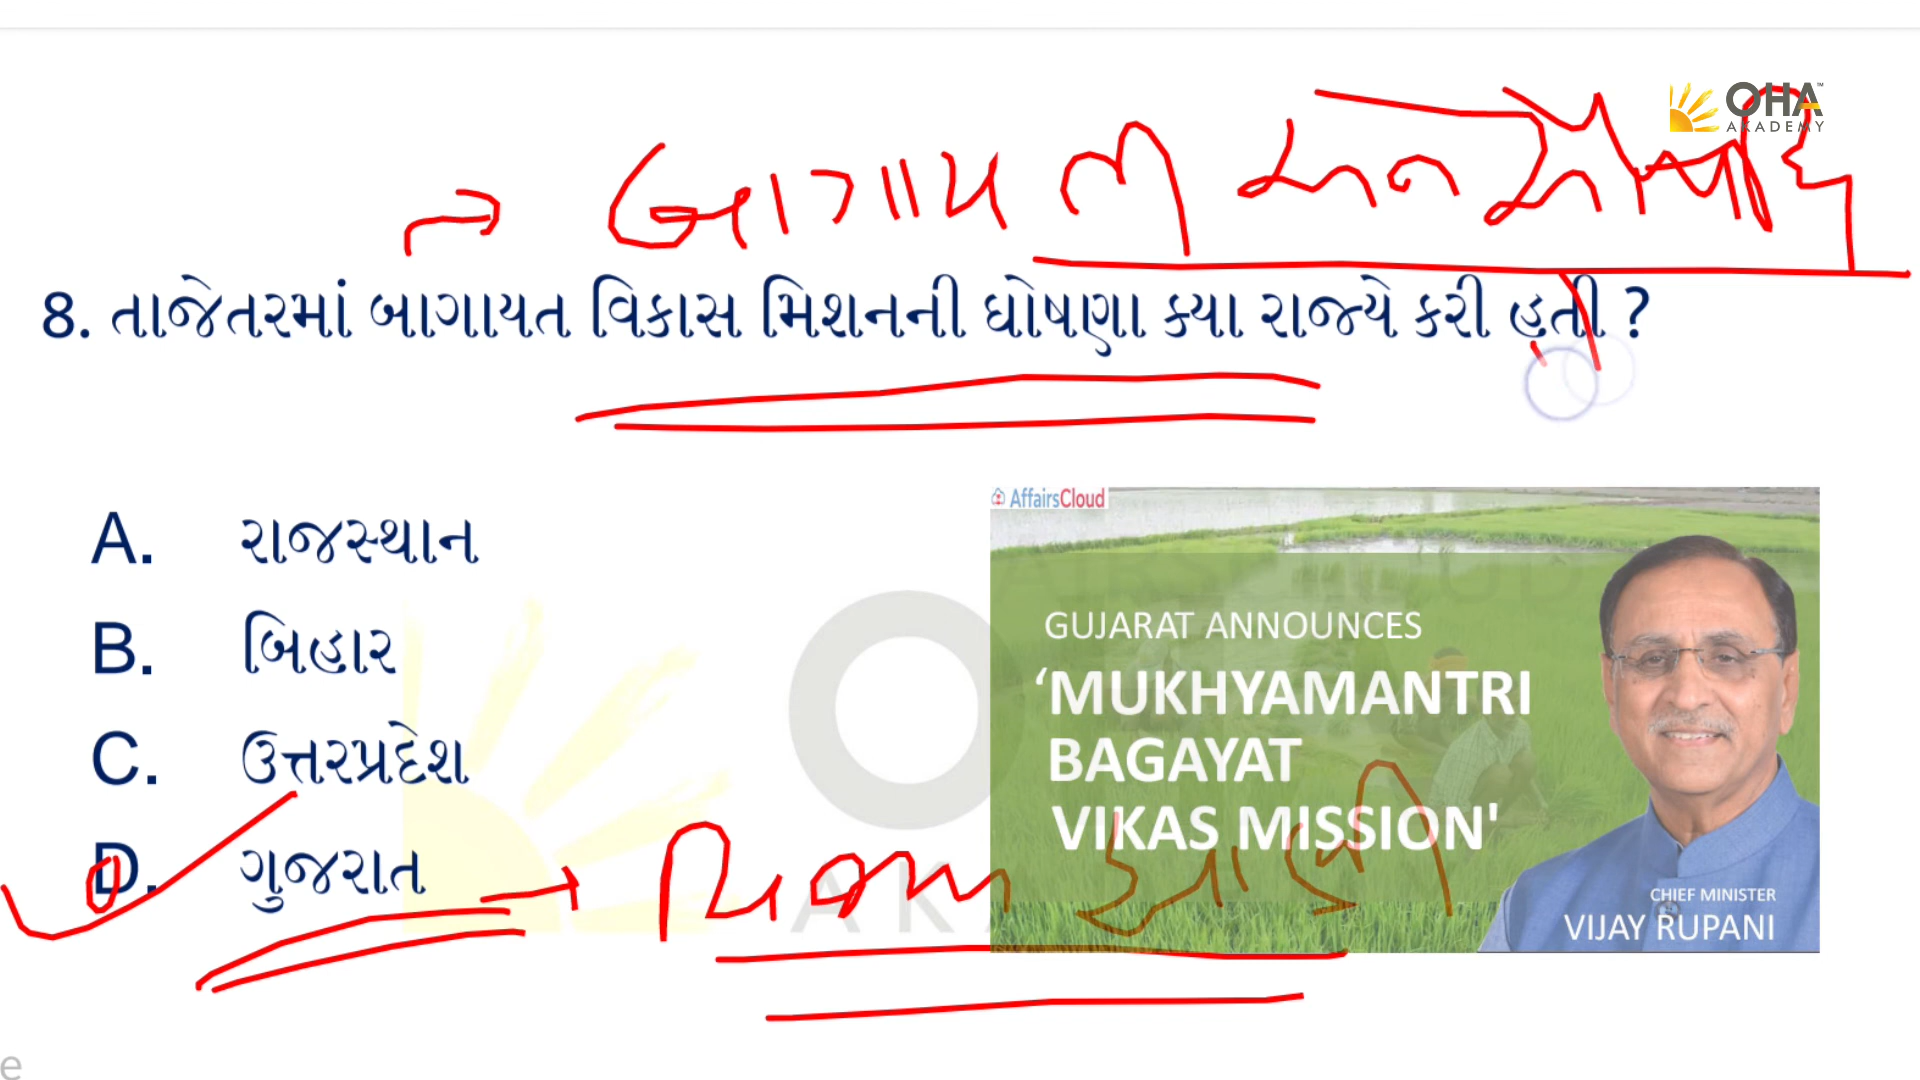 OHA
AKADEMY
8. તાજેતરમાં બાગાયત વિકાસ મિશનની ઘોષણા ક્યા રાજ્યે કરી હતી ?
A. રાજસ્થાન
B. બિહાર
C. ઉત્તરપ્રદેશ
D. ગુજરાત
AffairsCloud
GUJARAT ANNOUNCES
‘MUKHYAMANTRI
BAGAYAT
VIKAS MISSION'
CHIEF MINISTER
VIJAY RUPANI
e